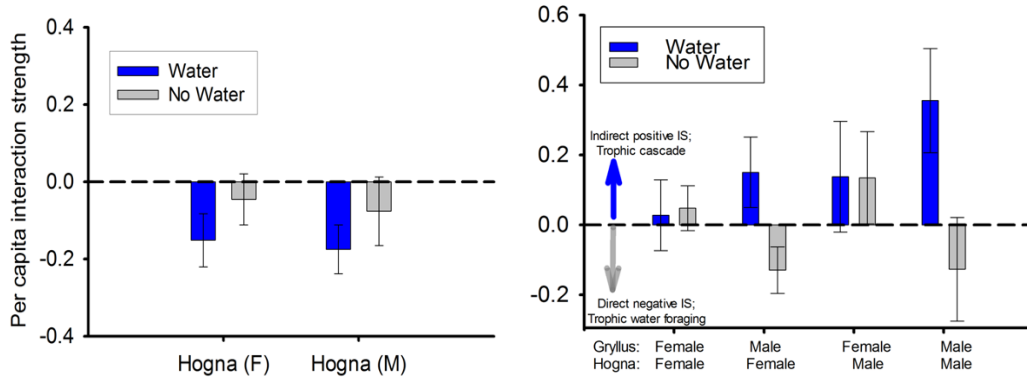 Per capita interaction strength
0.4
0.2
0.0
-0.2
-0.4
Water
No Water
Hogna (F) Hogna (M)
0.6
0.4
0.2
0.0
-0.2
Water
No Water
Indirect positive IS;
Trophic cascade
Direct negative IS;
Trophic water foraging
Gryllus: Female Male Female Male
Hogna: Female Female Male Male